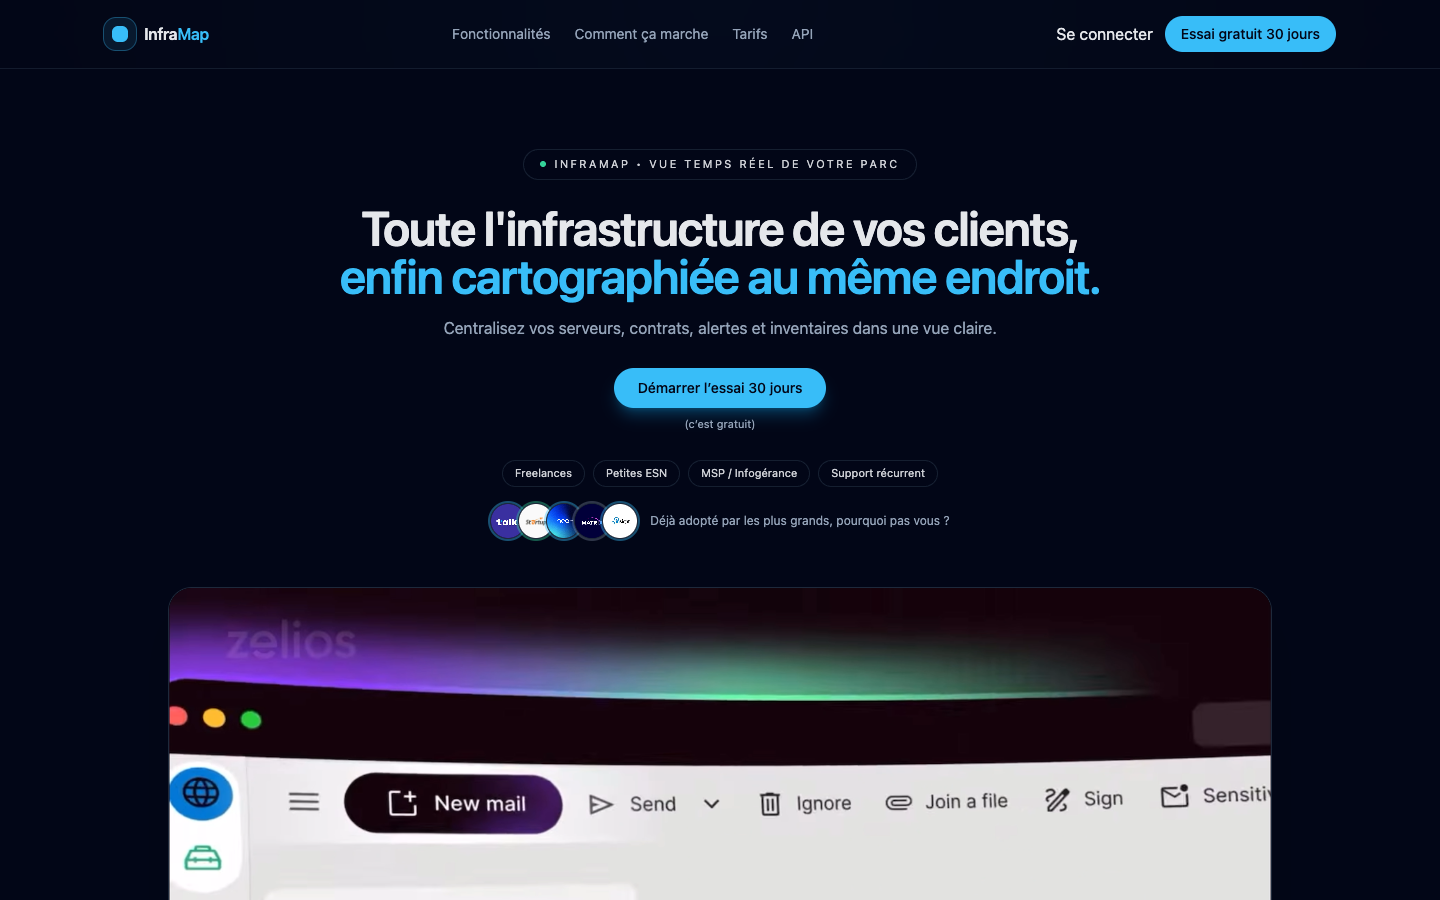 InfraMap
Fonctionnalités
Comment ça marche
Tarifs
API
Se connecter
Essai gratuit 30 jours
INFRAMAP • VUE TEMPS RÉEL DE VOTRE PARC
Toute l'infrastructure de vos clients,
enfin cartographiée au même endroit.
Centralisez vos serveurs, contrats, alertes et inventaires dans une vue claire.
Démarrer l’essai 30 jours
(c’est gratuit)
Freelances
Petites ESN
MSP / Infogérance
Support récurrent
talk
Déjà adopté par les plus grands, pourquoi pas vous ?
zelios
New mail
Send
Ignore
Join a file
Sign